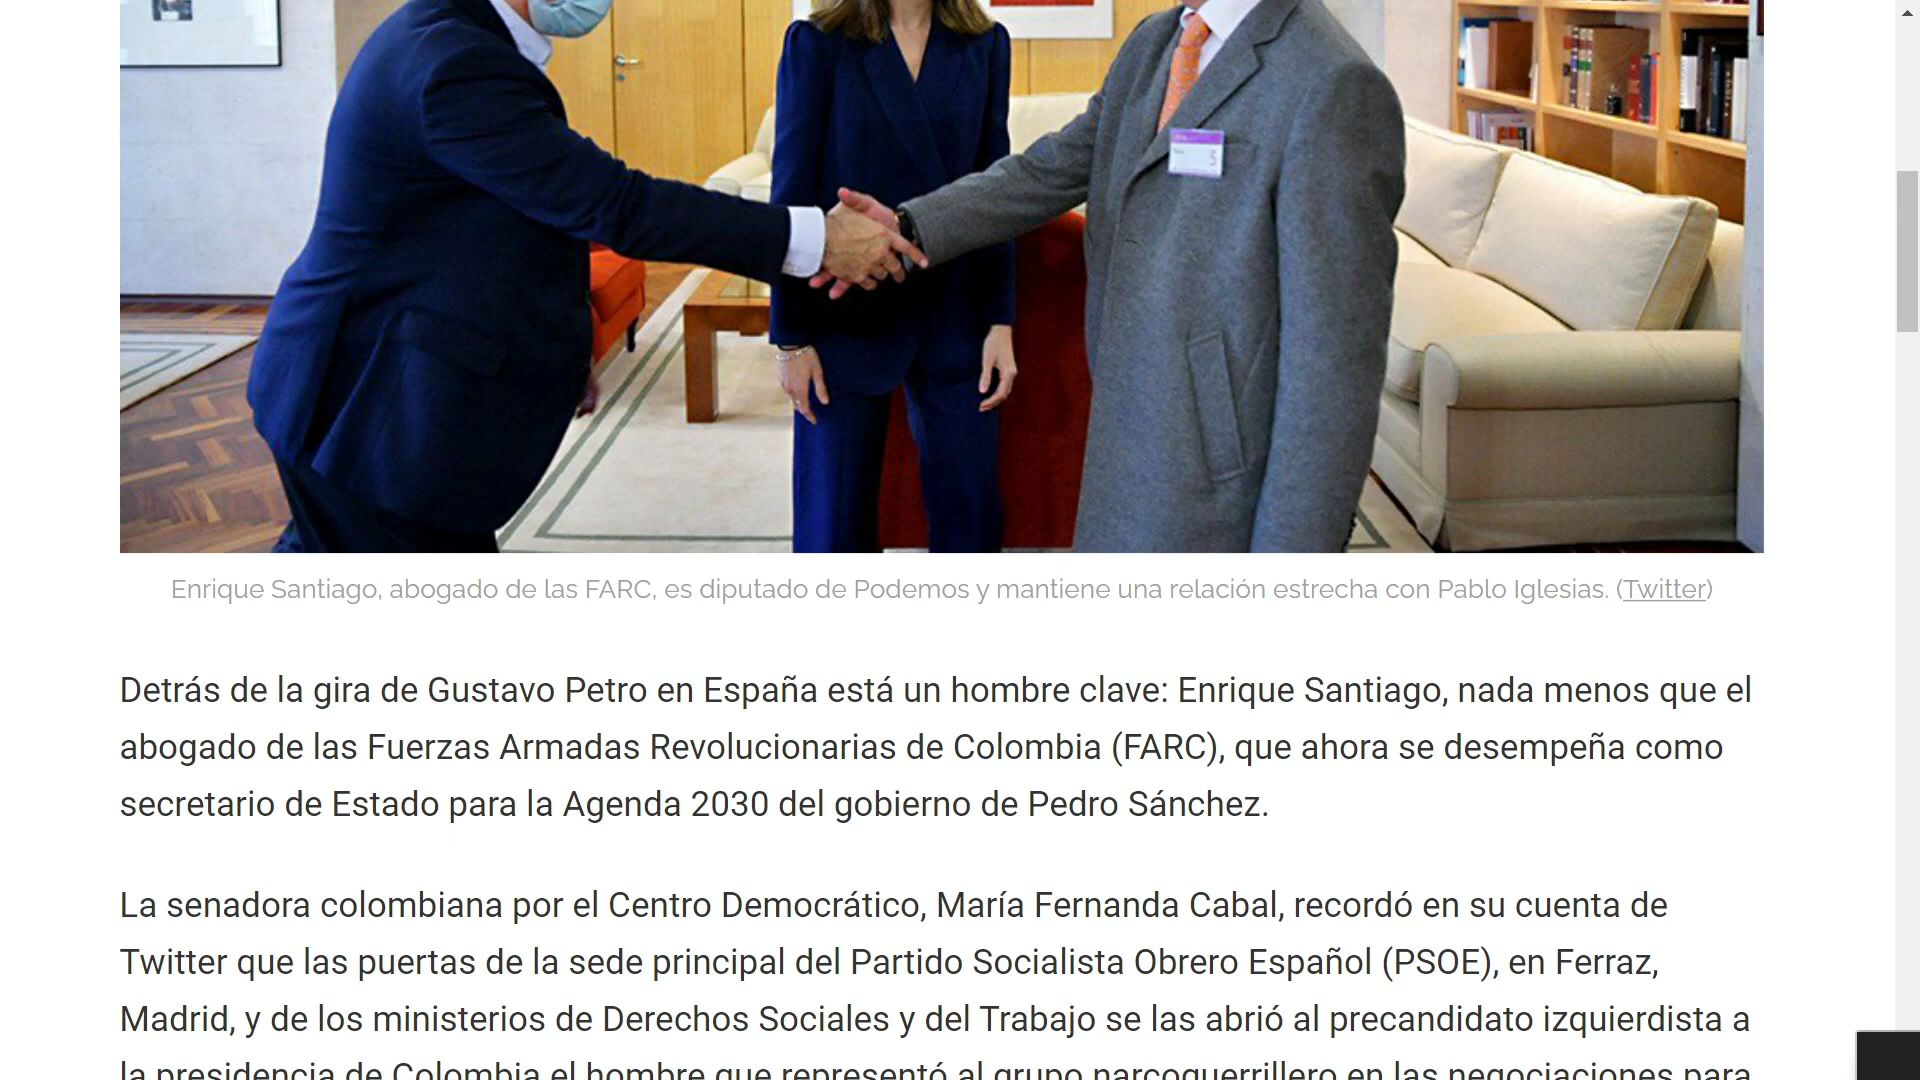 Enrique Santiago, abogado de las FARC, es diputado de Podemos y mantiene una relación estrecha con Pablo Iglesias. (Twitter)
Detrás de la gira de Gustavo Petro en España está un hombre clave: Enrique Santiago, nada menos que el
abogado de las Fuerzas Armadas Revolucionarias de Colombia (FARC), que ahora se desempeña como
secretario de Estado para la Agenda 2030 del gobierno de Pedro Sánchez.
La senadora colombiana por el Centro Democrático, María Fernanda Cabal, recordó en su cuenta de
Twitter que las puertas de la sede principal del Partido Socialista Obrero Español (PSOE), en Ferraz,
Madrid, y de los ministerios de Derechos Sociales y del Trabajo se las abrió al precandidato izquierdista a
la presidencia de Colombia el hombre que representó al grupo narcoguerrillero en las negociaciones para